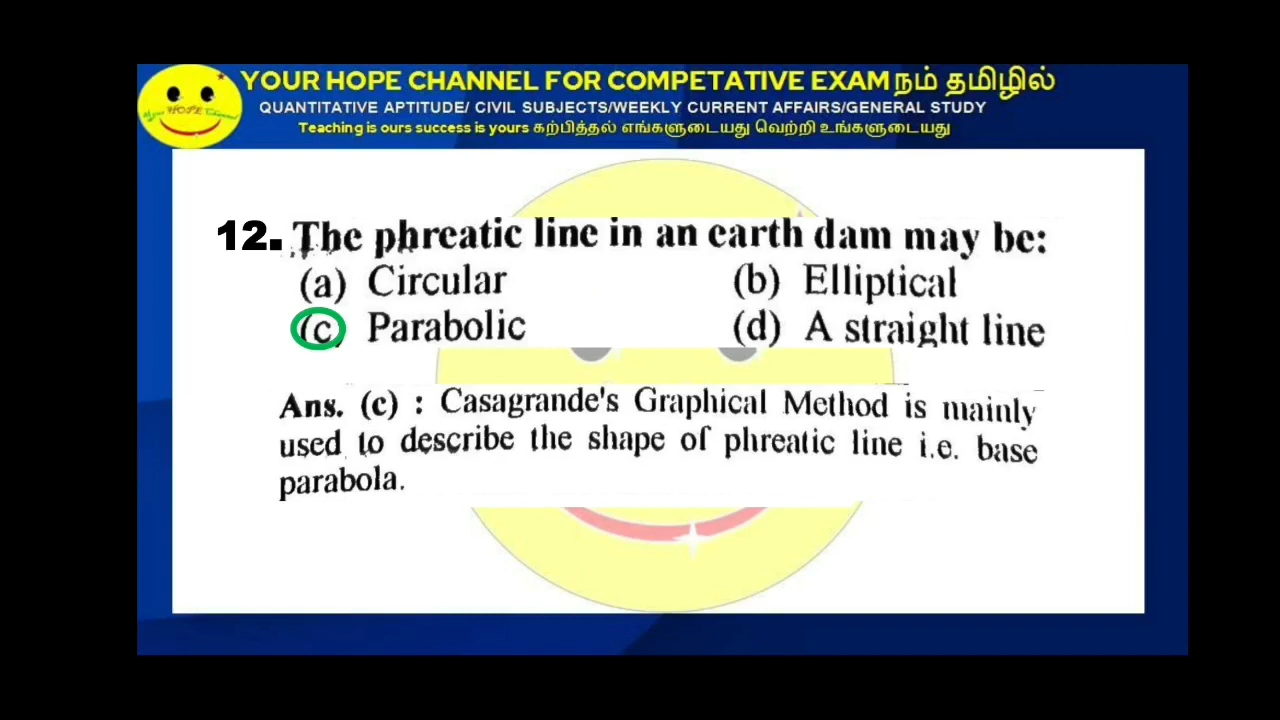 YOUR HOPE CHANNEL FOR COMPETATIVE EXAM நம் தமிழில்
QUANTITATIVE APTITUDE/ CIVIL SUBJECTS/WEEKLY CURRENT AFFAIRS/GENERAL STUDY
Teaching is ours success is yours கற்பித்தல் எங்களுடையது வெற்றி உங்களுடையது
Your HOPE Channel
12. The phreatic line in an earth dam may be:
(a) Circular (b) Elliptical
(c) Parabolic (d) A straight line
Ans. (c) : Casagrande's Graphical Method is mainly
used to describe the shape of phreatic line i.e. base
parabola.